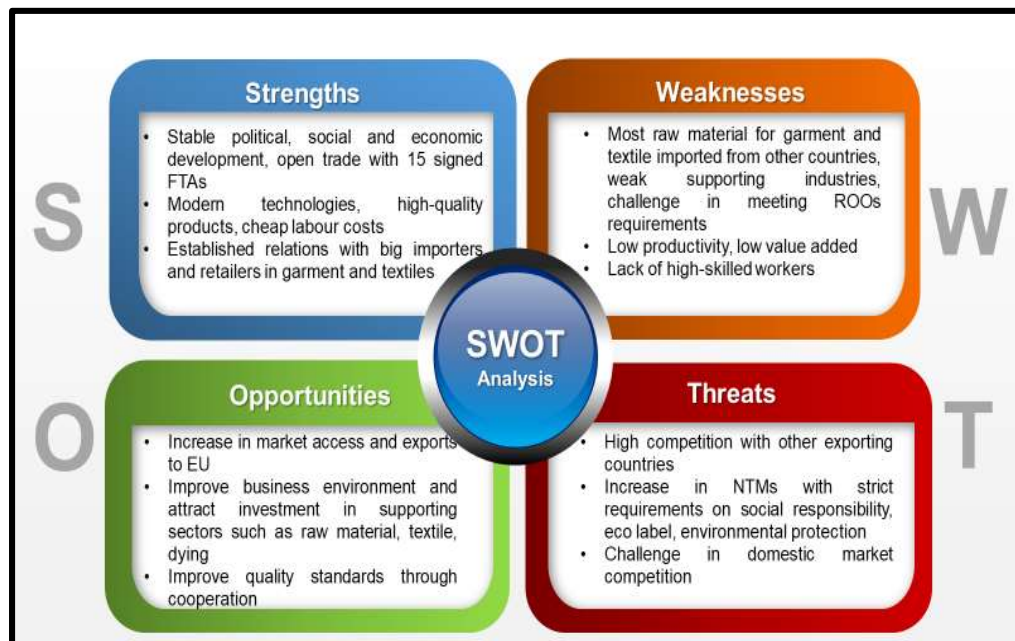 S
Strengths
• Stable political, social and economic
development, open trade with 15 signed
FTAs
• Modern technologies, high-quality
products, cheap labour costs
• Established relations with big importers
and retailers in garment and textiles
W
Weaknesses
• Most raw material for garment and
textile imported from other countries,
weak supporting industries,
challenge in meeting ROOs
requirements
• Low productivity, low value added
• Lack of high-skilled workers
SWOT
Analysis
O
Opportunities
• Increase in market access and exports
to EU
• Improve business environment and
attract investment in supporting
sectors such as raw material, textile,
dying
• Improve quality standards through
cooperation
T
Threats
• High competition with other exporting
countries
• Increase in NTMs with strict
requirements on social responsibility,
eco label, environmental protection
• Challenge in domestic market
competition